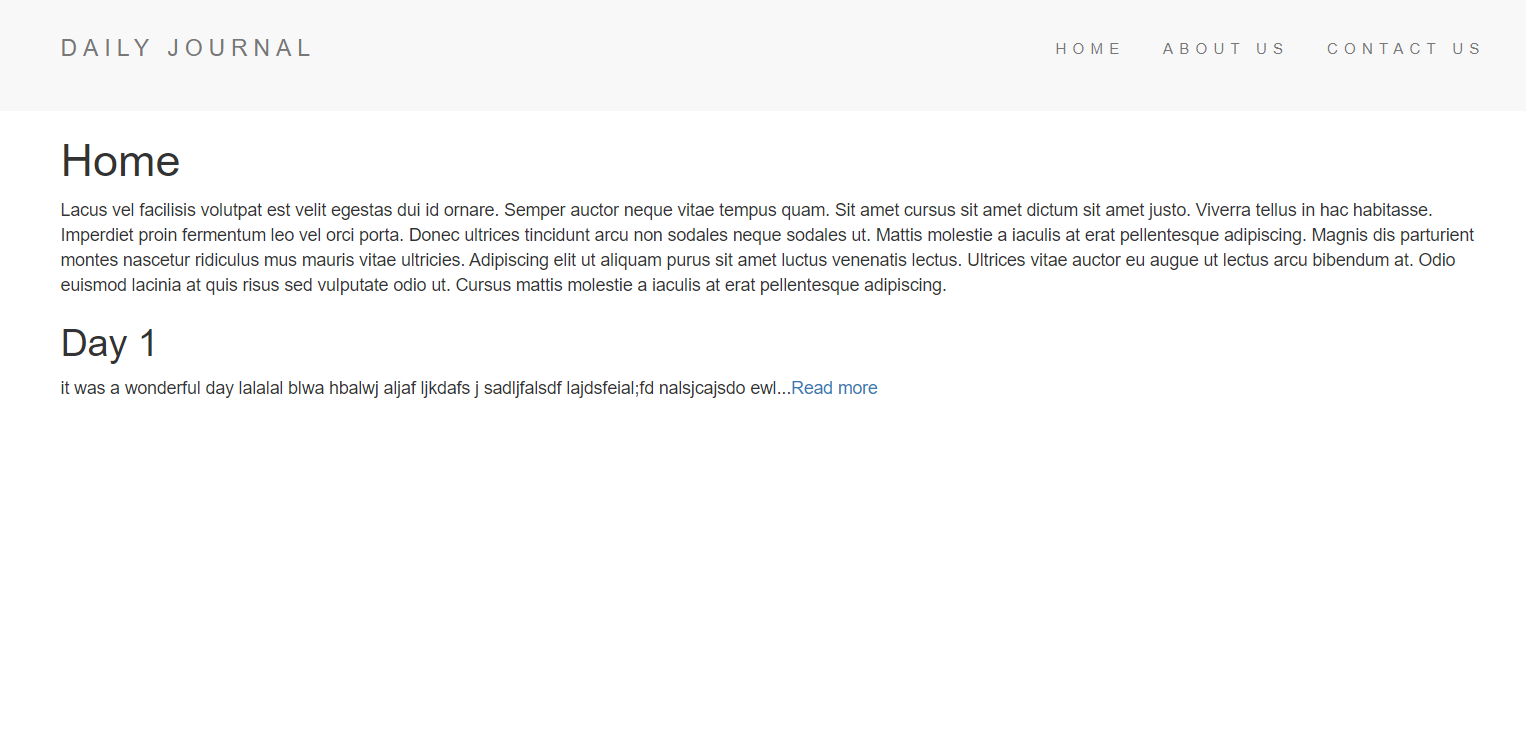 DAILY JOURNAL
HOME ABOUT US CONTACT US
Home
Lacus vel facilisis volutpat est velit egestas dui id ornare. Semper auctor neque vitae tempus quam. Sit amet cursus sit amet dictum sit amet justo. Viverra tellus in hac habitasse.
Imperdiet proin fermentum leo vel orci porta. Donec ultrices tincidunt arcu non sodales neque sodales ut. Mattis molestie a iaculis at erat pellentesque adipiscing. Magnis dis parturient
montes nascetur ridiculus mus mauris vitae ultricies. Adipiscing elit ut aliquam purus sit amet luctus venenatis lectus. Ultrices vitae auctor eu augue ut lectus arcu bibendum at. Odio
euismod lacinia at quis risus sed vulputate odio ut. Cursus mattis molestie a iaculis at erat pellentesque adipiscing.
Day 1
it was a wonderful day lalalal blwa hbalwj aljaf ljkdafs j sadljfalsdf lajdsfeial;fd nalsjcajsdo ewl...Read more